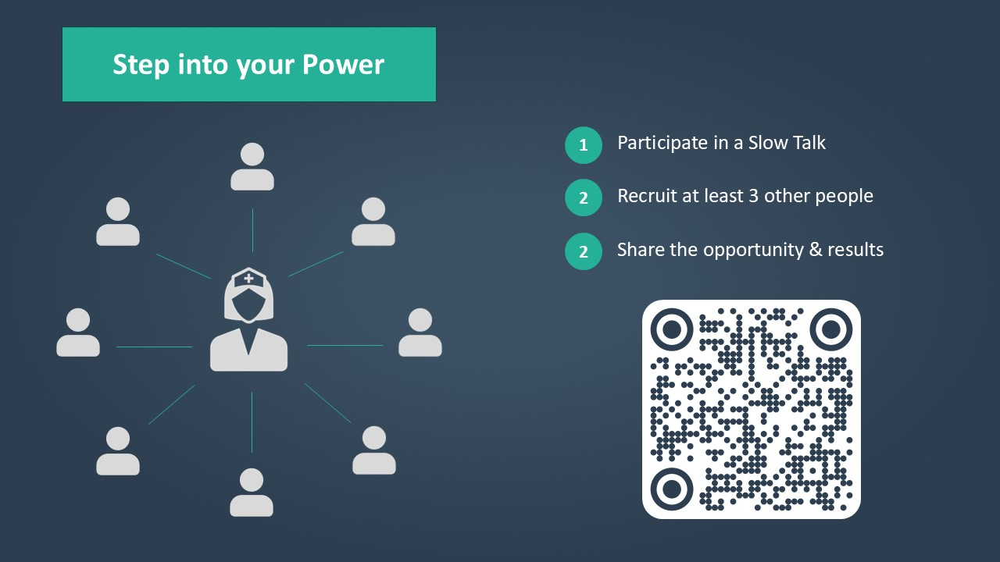 Step into your Power
1 Participate in a Slow Talk
2 Recruit at least 3 other people
2 Share the opportunity & results